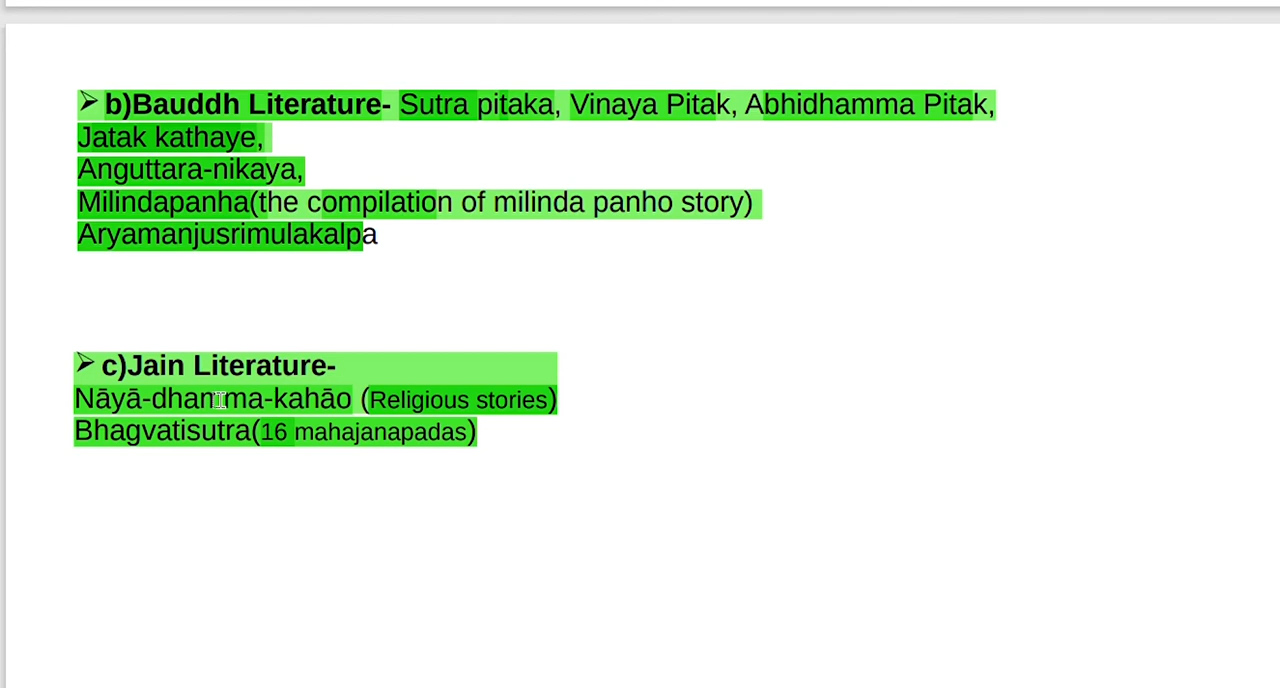 ➢ b)Bauddh Literature- Sutra pitaka, Vinaya Pitak, Abhidhamma Pitak,
Jatak kathaye,
Anguttara-nikaya,
Milindapanha(the compilation of milinda panho story)
Aryamanjusrimulakalpa
➢ c)Jain Literature-
Nāyā-dhamma-kahāo (Religious stories)
Bhagvatisutra(16 mahajanapadas)